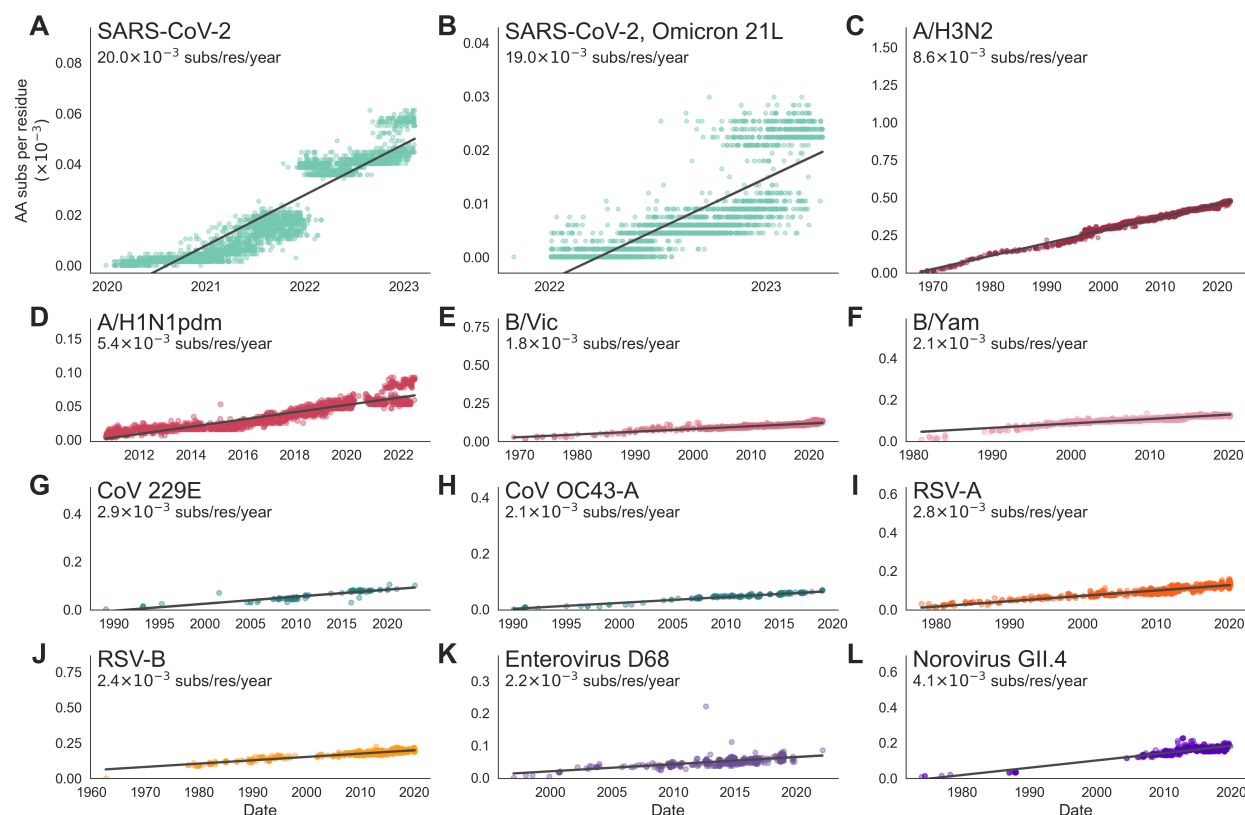 A
SARS-CoV-2
20.0×10⁻³ subs/res/year
AA subs per residue
(×10⁻³)
0.08
0.06
0.04
0.02
0.00
2020 2021 2022 2023
B
SARS-CoV-2, Omicron 21L
19.0×10⁻³ subs/res/year
0.04
0.03
0.02
0.01
0.00
2022 2023
C
A/H3N2
8.6×10⁻³ subs/res/year
1.50
1.25
1.00
0.75
0.50
0.25
0.00
1970 1980 1990 2000 2010 2020
D
A/H1N1pdm
5.4×10⁻³ subs/res/year
0.15
0.10
0.05
0.00
2012 2014 2016 2018 2020 2022
E
B/Vic
1.8×10⁻³ subs/res/year
0.75
0.50
0.25
0.00
1970 1980 1990 2000 2010 2020
F
B/Yam
2.1×10⁻³ subs/res/year
0.4
0.2
0.0
1980 1990 2000 2010 2020
G
CoV 229E
2.9×10⁻³ subs/res/year
0.4
0.2
0.0
1990 1995 2000 2005 2010 2015 2020
H
CoV OC43-A
2.1×10⁻³ subs/res/year
0.4
0.2
0.0
1990 1995 2000 2005 2010 2015 2020
I
RSV-A
2.8×10⁻³ subs/res/year
0.6
0.4
0.2
0.0
1980 1990 2000 2010 2020
J
RSV-B
2.4×10⁻³ subs/res/year
0.75
0.50
0.25
0.00
1960 1970 1980 1990 2000 2010 2020
Date
K
Enterovirus D68
2.2×10⁻³ subs/res/year
0.3
0.2
0.1
0.0
2000 2005 2010 2015 2020
Date
L
Norovirus GII.4
4.1×10⁻³ subs/res/year
0.6
0.4
0.2
0.0
1980 1990 2000 2010 2020
Date